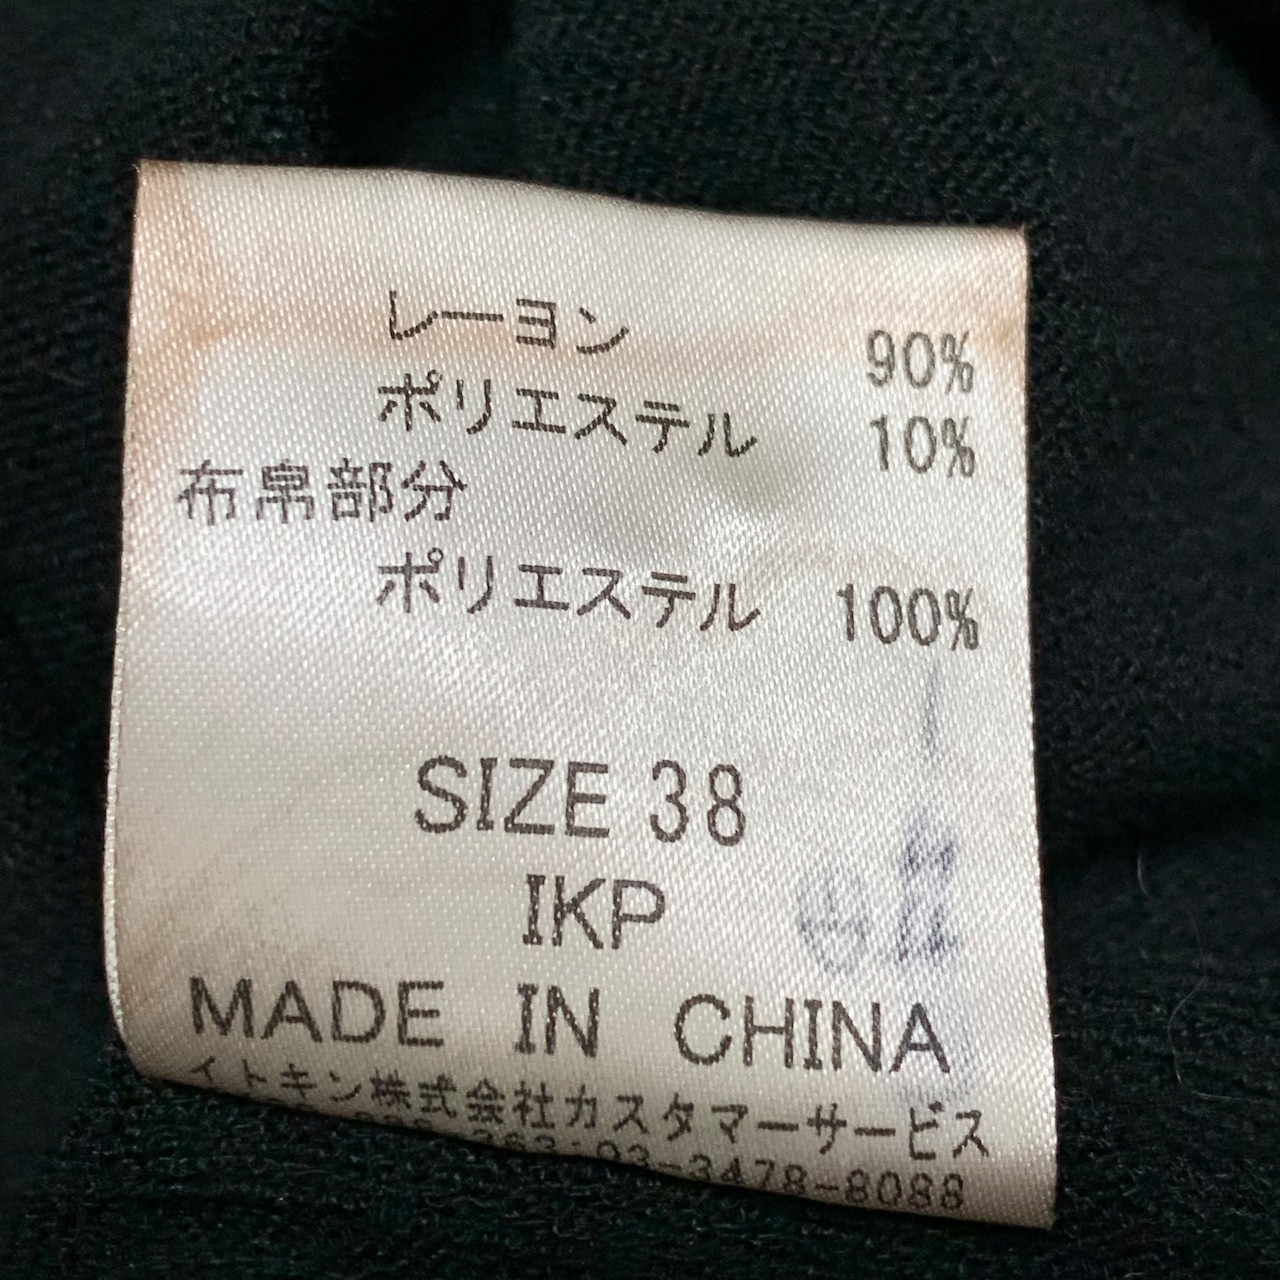 レーヨン 90%
ポリエステル 10%
布帛部分
ポリエステル 100%
SIZE 38
IKP
MADE IN CHINA
イトキン株式会社カスタマーサービス
363:03-3478-8088